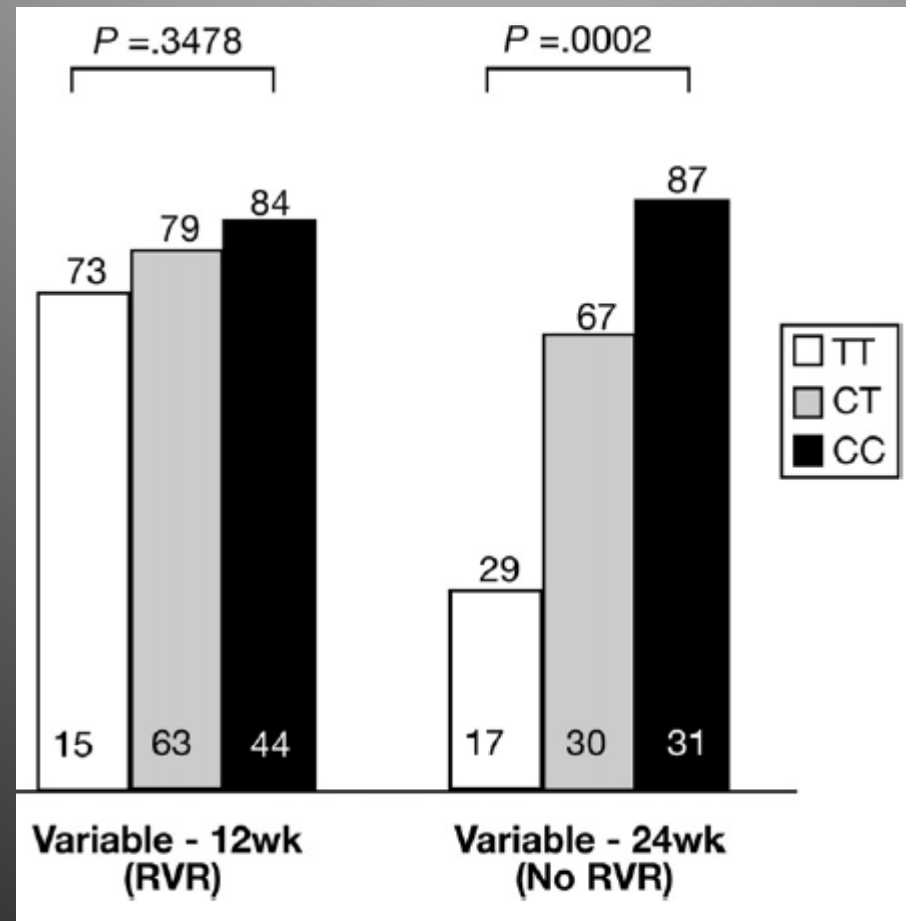 P =.3478
P =.0002
73
79
84
29
67
87
15
63
44
17
30
31
TT
CT
CC
Variable - 12wk
(RVR)
Variable - 24wk
(No RVR)